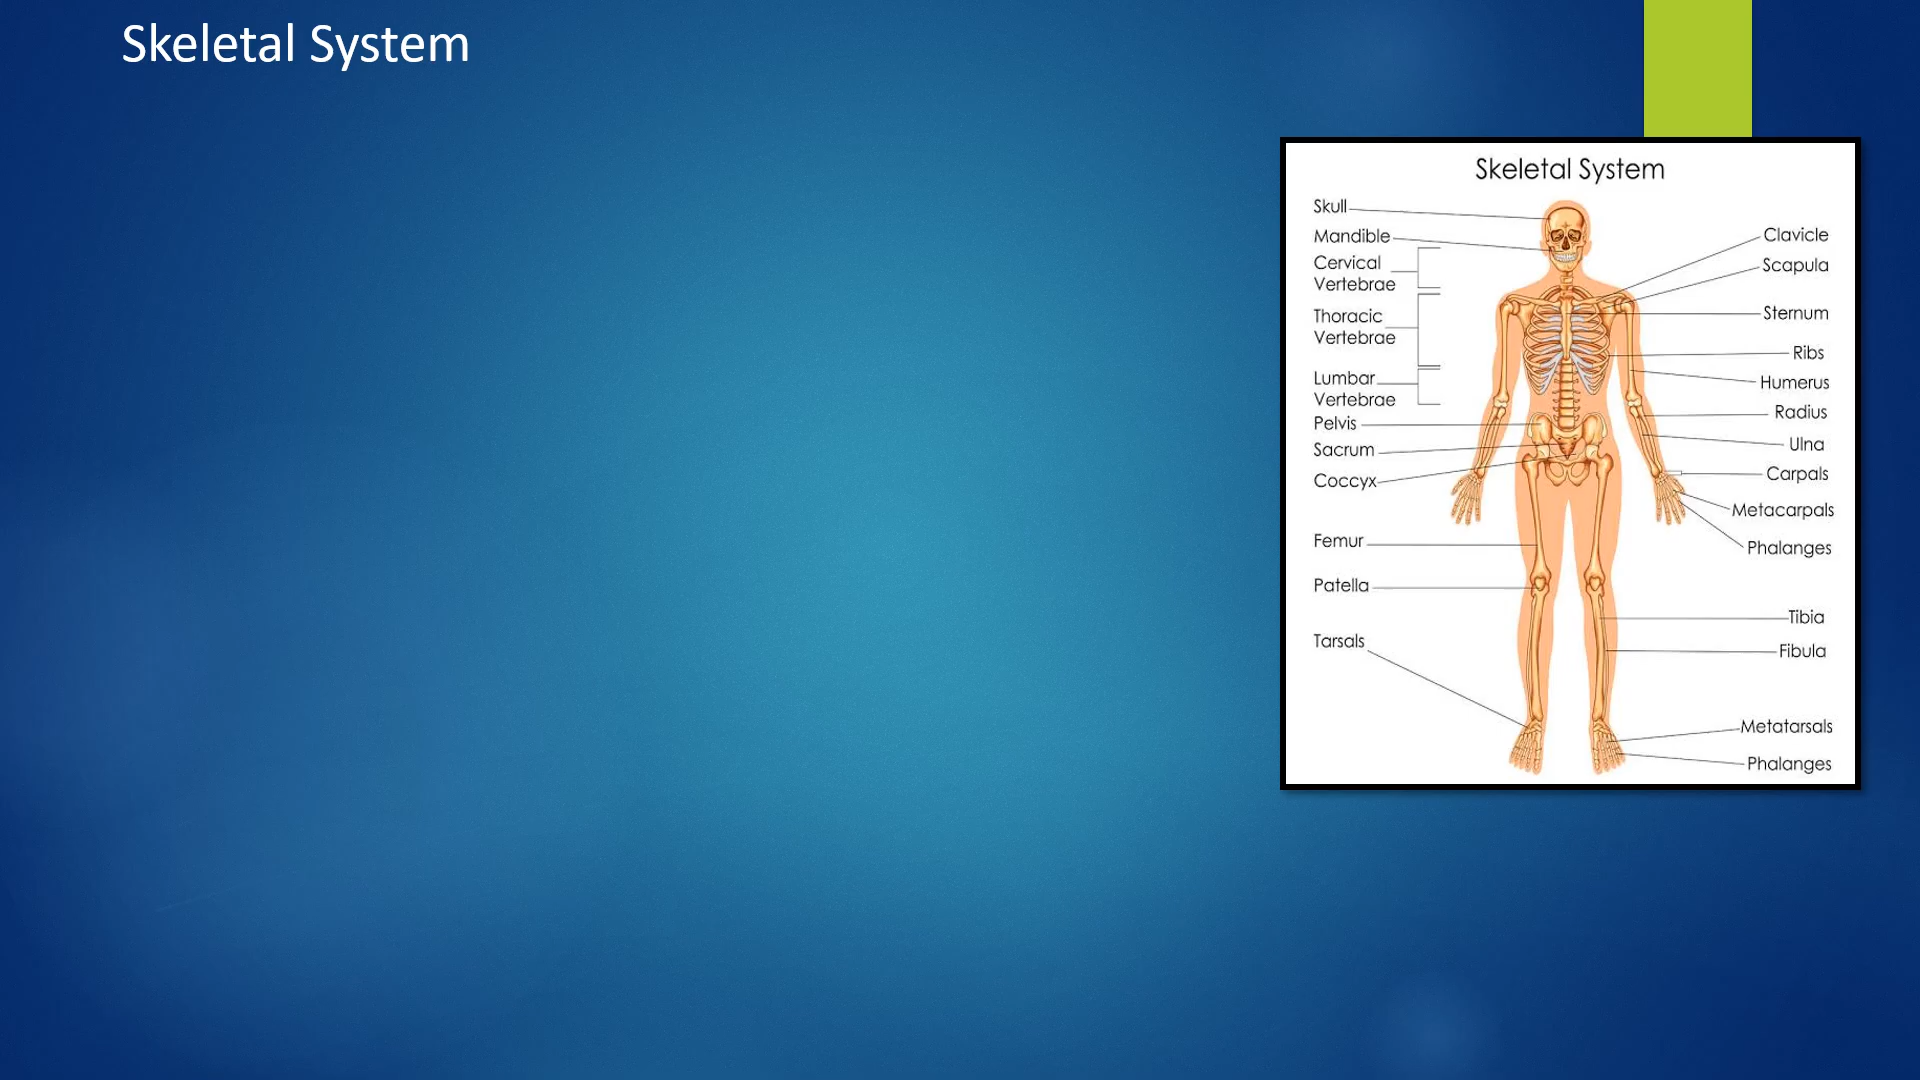 Skeletal System
Skeletal System
Skull
Mandible
Cervical
Vertebrae
Thoracic
Vertebrae
Lumbar
Vertebrae
Pelvis
Sacrum
Coccyx
Femur
Patella
Tarsals
Clavicle
Scapula
Sternum
Ribs
Humerus
Radius
Ulna
Carpals
Metacarpals
Phalanges
Tibia
Fibula
Metatarsals
Phalanges